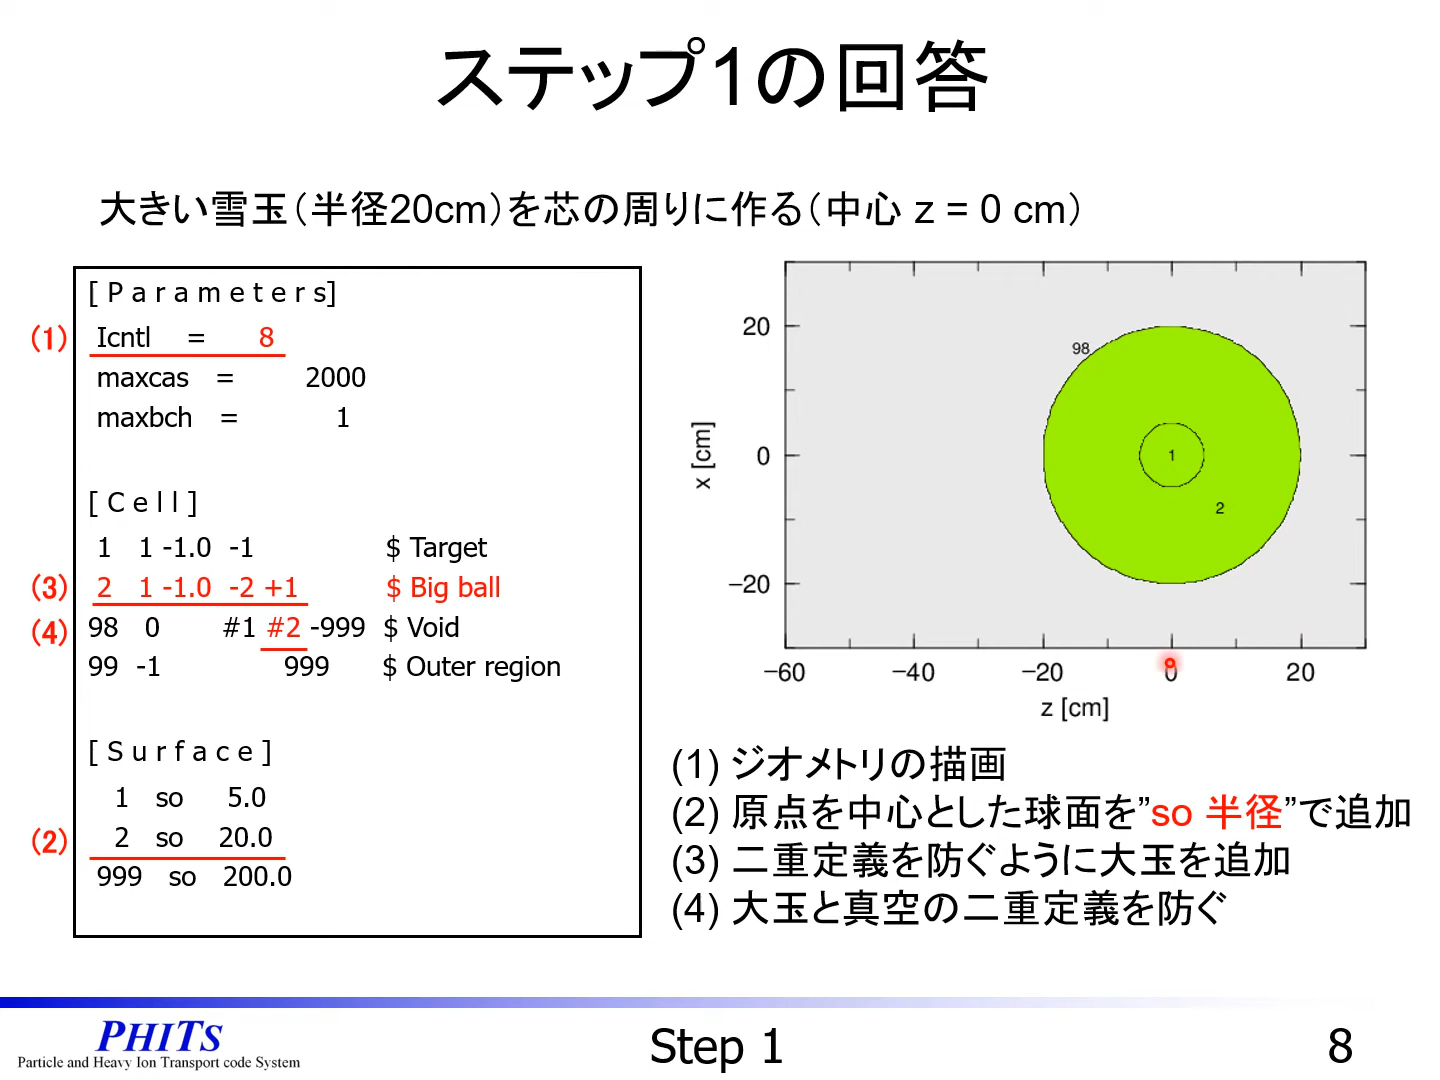 ステップ1の回答
大きい雪玉（半径20cm）を芯の周りに作る（中心 z = 0 cm）
[ P a r a m e t e r s]
(1) Icntl = 8
maxcas = 2000
maxbch = 1
[ C e l l ]
1 1 -1.0 -1 $ Target
(3) 2 1 -1.0 -2 +1 $ Big ball
(4) 98 0 #1 #2 -999 $ Void
99 -1 999 $ Outer region
[ S u r f a c e ]
1 so 5.0
(2) 2 so 20.0
999 so 200.0
20
98
x [cm]
0
1
2
−20
−60 −40 −20 0 20
z [cm]
(1) ジオメトリの描画
(2) 原点を中心とした球面を”so 半径”で追加
(3) 二重定義を防ぐように大玉を追加
(4) 大玉と真空の二重定義を防ぐ
PHITS
Particle and Heavy Ion Transport code System
Step 1
8